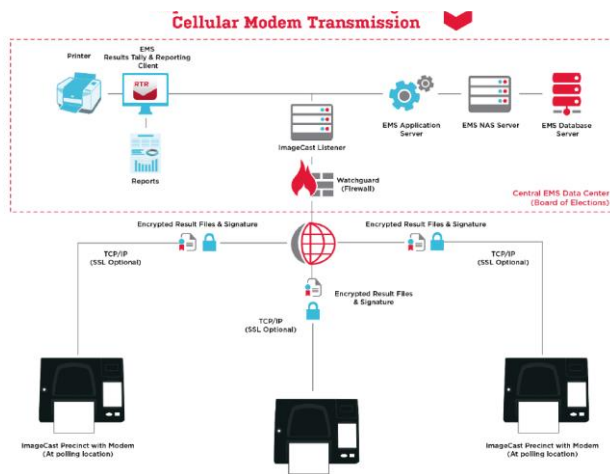 Cellular Modem Transmission
Printer
EMS
Results Tally & Reporting
Client
RTR
Reports
ImageCast Listener
EMS Application
Server
EMS NAS Server
EMS Database
Server
Watchguard
(Firewall)
Central EMS Data Center
(Board of Elections)
Encrypted Result Files & Signature
Encrypted Result Files & Signature
TCP/IP
(SSL Optional)
TCP/IP
(SSL Optional)
Encrypted Result Files
& Signature
TCP/IP
(SSL Optional)
ImageCast Precinct with Modem
(At polling location)
ImageCast Precinct with Modem
(At polling location)